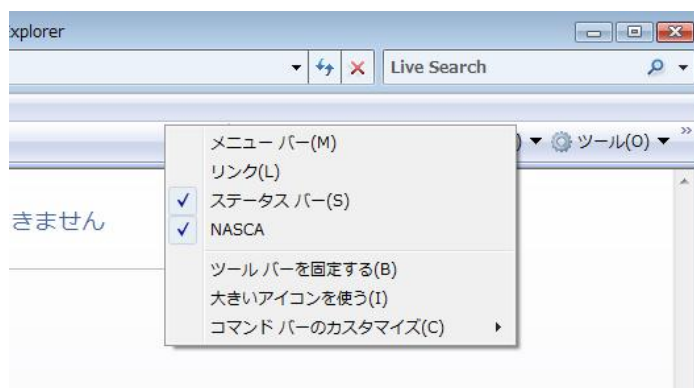 xplorer
Live Search
) ツール(O) »
メニュー バー(M)
リンク(L)
ステータス バー(S)
NASCA
きません
ツール バーを固定する(B)
大きいアイコンを使う(I)
コマンド バーのカスタマイズ(C)